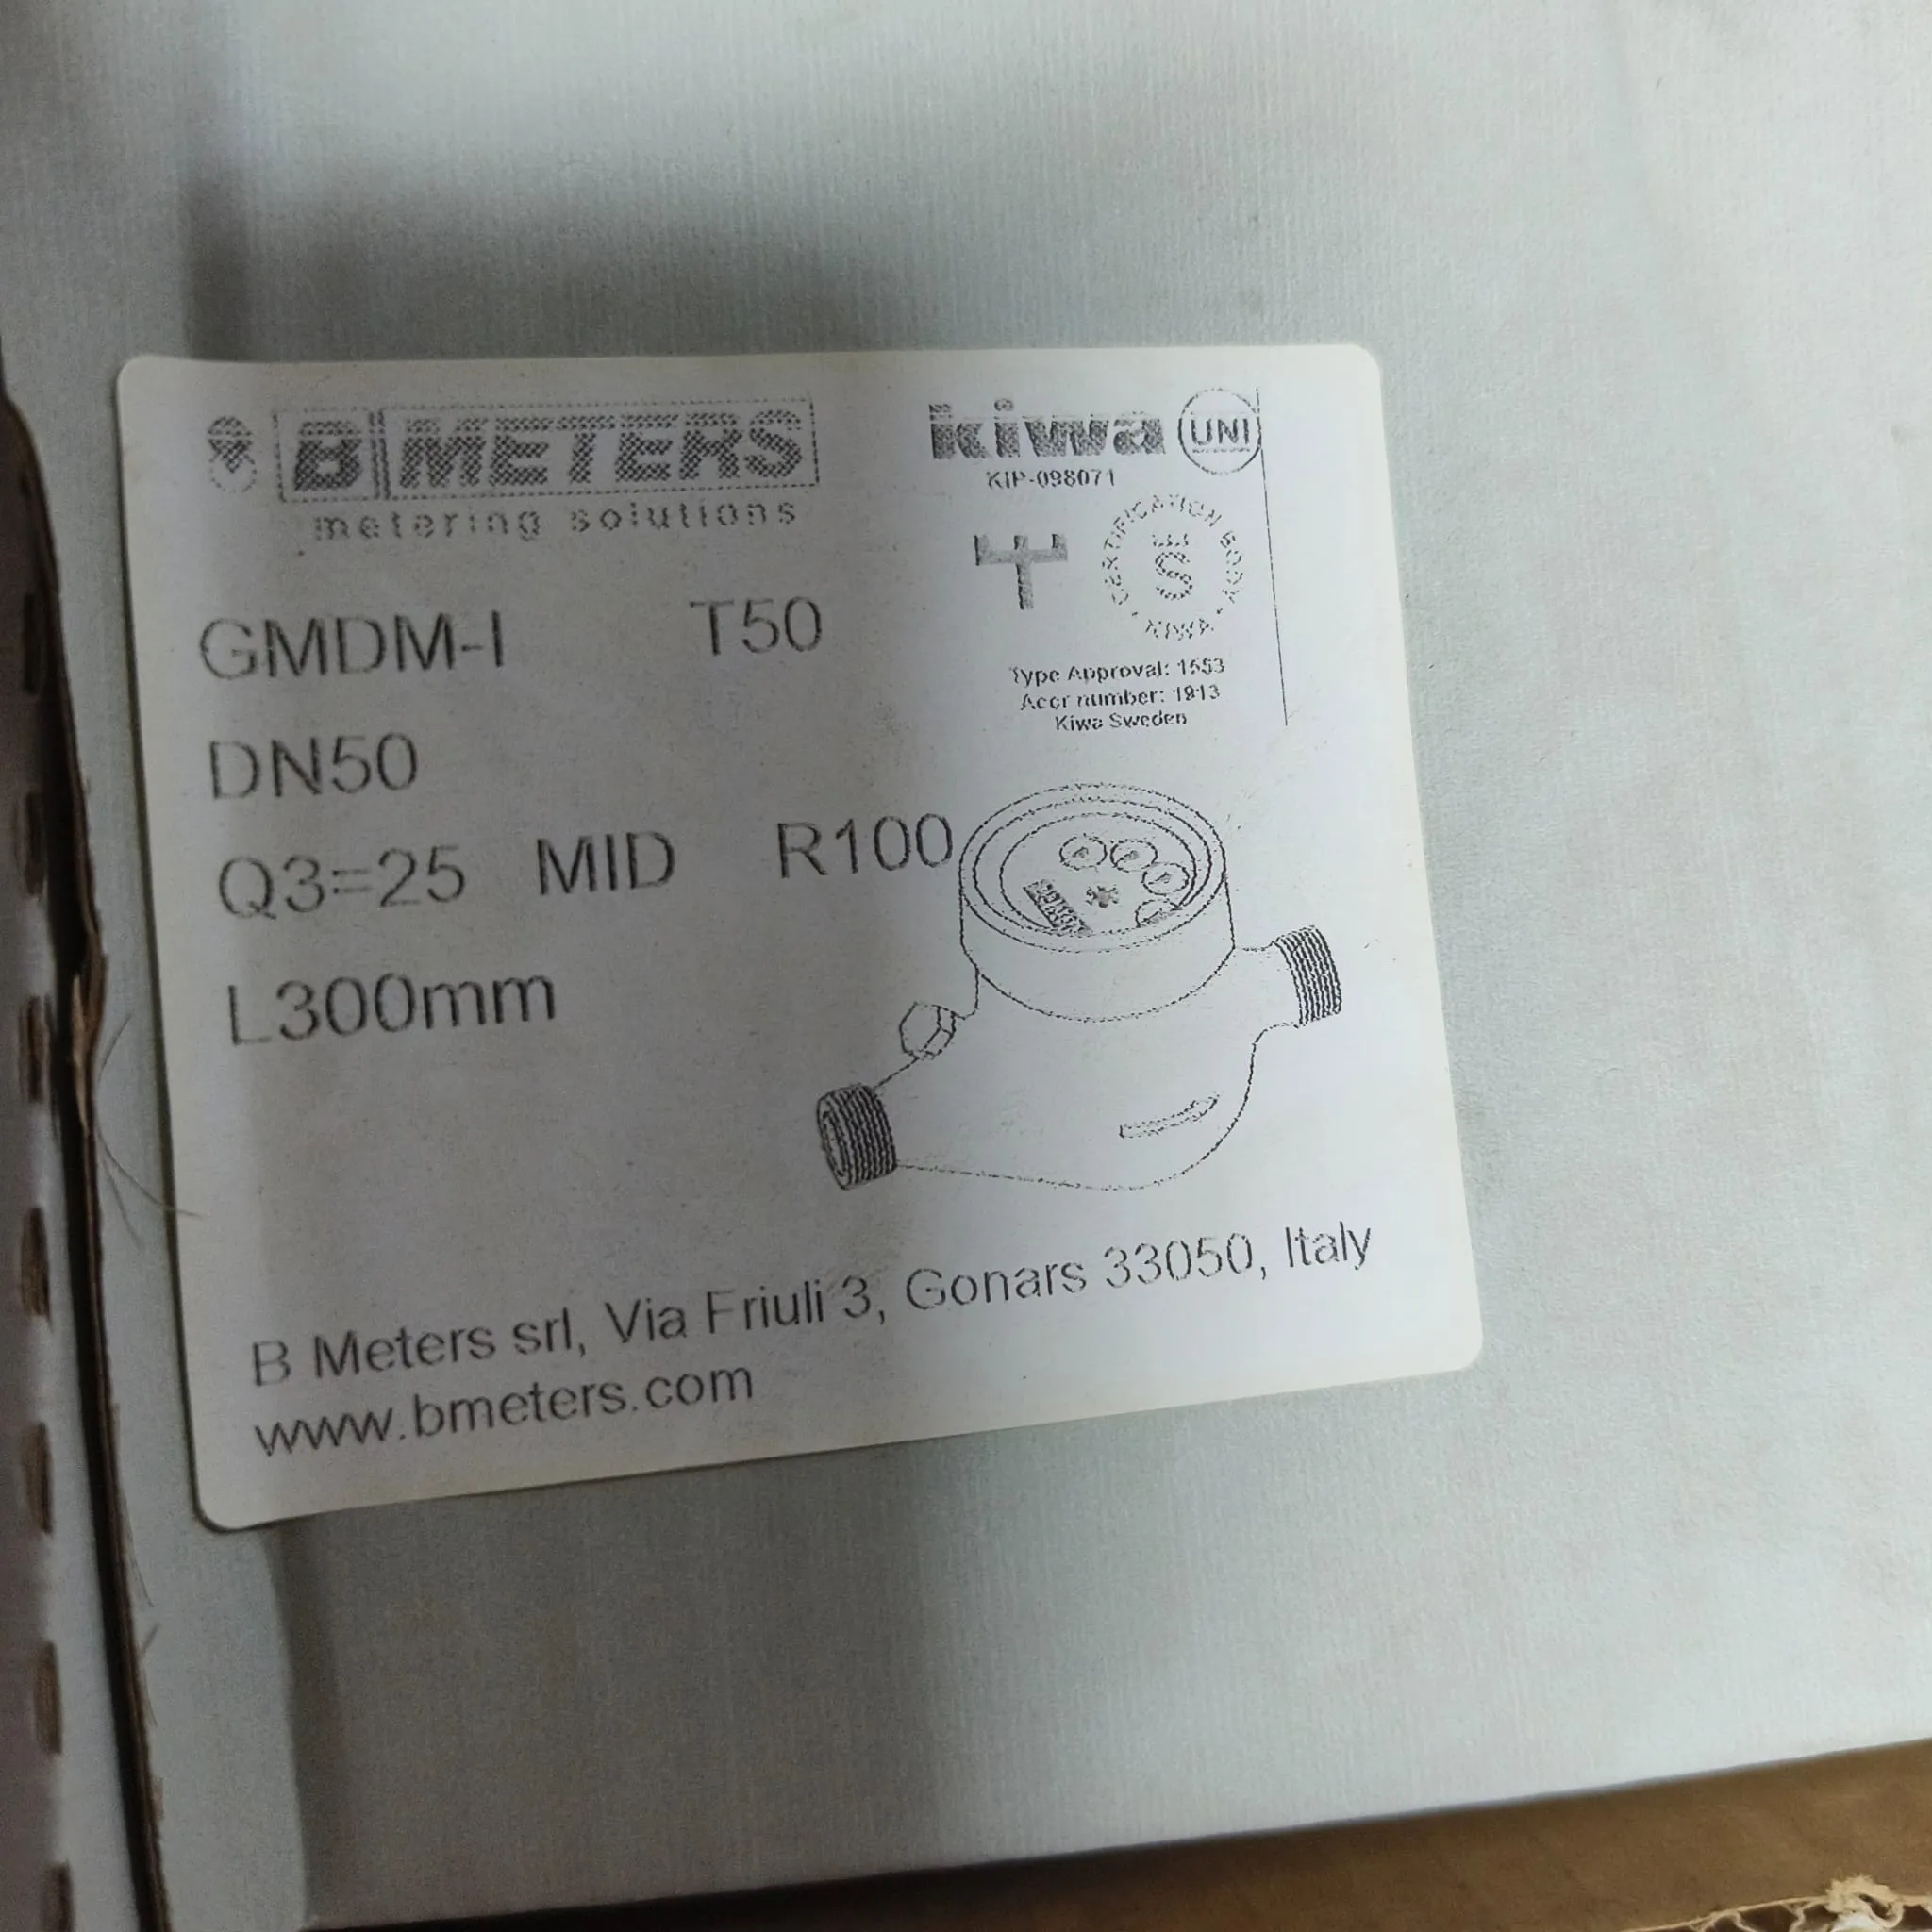 B METERS
metering solutions
kiwa UNI
KIP-098071
CERTIFICATION BODY
SE
KIWA
Type Approval: 1553
Accr number: 1913
Kiwa Sweden
GMDM-I T50
DN50
Q3=25 MID R100
L300mm
B Meters srl, Via Friuli 3, Gonars 33050, Italy
www.bmeters.com